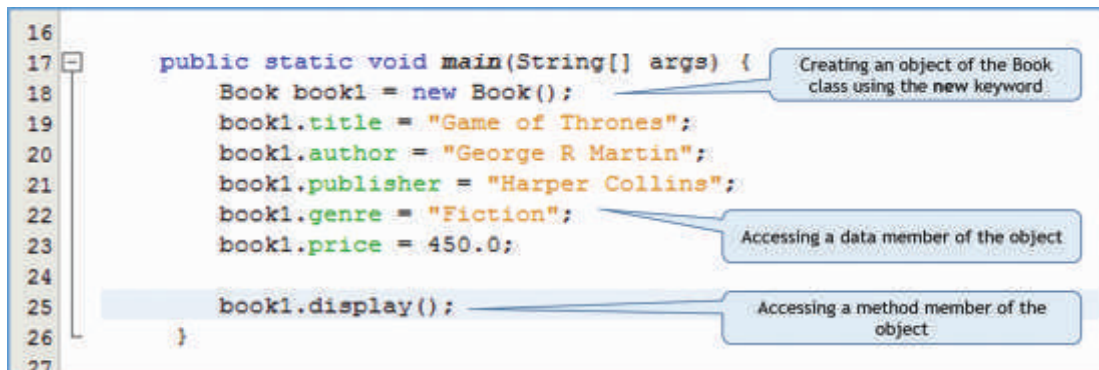 16
17 public static void main(String[] args) {
Creating an object of the Book
class using the new keyword
18 Book book1 = new Book();
19 book1.title = "Game of Thrones";
20 book1.author = "George R Martin";
21 book1.publisher = "Harper Collins";
22 book1.genre = "Fiction";
Accessing a data member of the object
23 book1.price = 450.0;
24
25 book1.display();
Accessing a method member of the
object
26 }
27